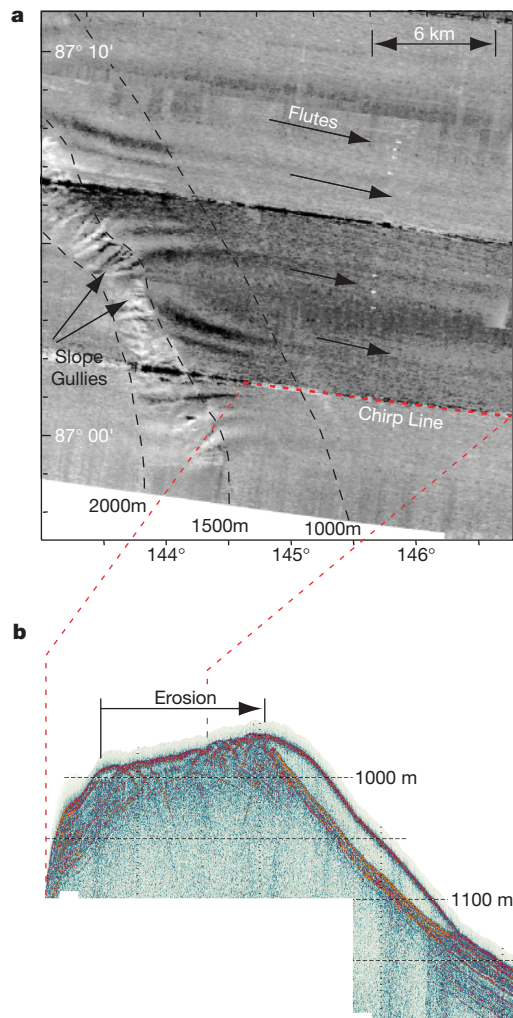 a
87° 10'
6 km
Flutes
Slope
Gullies
Chirp Line
87° 00'
2000m
1500m
1000m
144°
145°
146°
b
Erosion
1000 m
1100 m